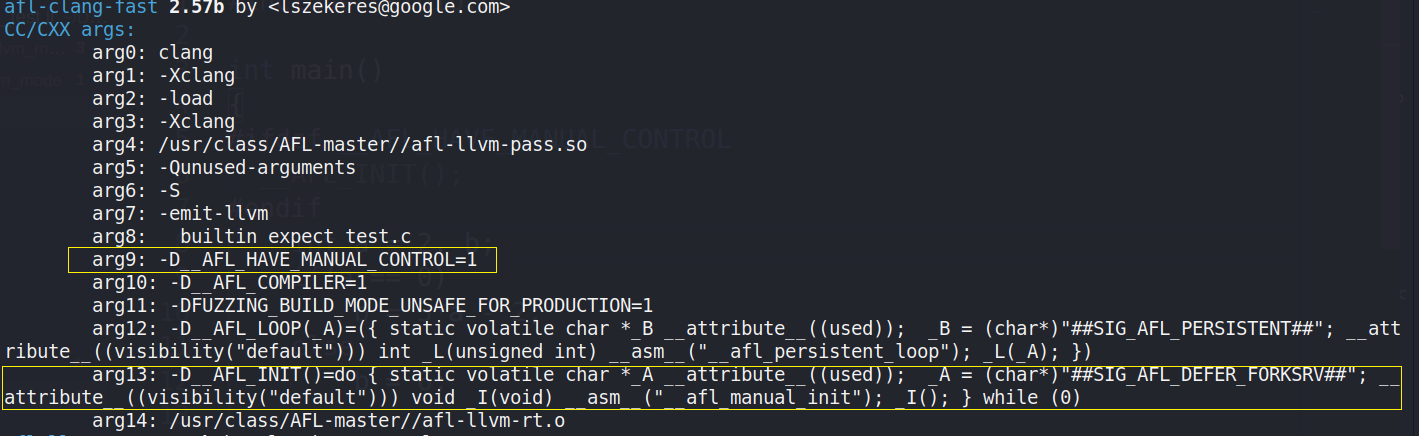 afl-clang-fast 2.57b by <lszekeres@google.com>
CC/CXX args:
arg0: clang
arg1: -Xclang
arg2: -load
arg3: -Xclang
arg4: /usr/class/AFL-master//afl-llvm-pass.so
arg5: -Qunused-arguments
arg6: -S
arg7: -emit-llvm
arg8: __builtin_expect_test.c
arg9: -D__AFL_HAVE_MANUAL_CONTROL=1
arg10: -D__AFL_COMPILER=1
arg11: -DFUZZING_BUILD_MODE_UNSAFE_FOR_PRODUCTION=1
arg12: -D__AFL_LOOP(_A)=({ static volatile char *_B __attribute__((used)); _B = (char*)"##SIG_AFL_PERSISTENT##"; __att
ribute__((visibility("default"))) int _L(unsigned int) __asm__("__afl_persistent_loop"); _L(_A); })
arg13: -D__AFL_INIT()=do { static volatile char *_A __attribute__((used)); _A = (char*)"##SIG_AFL_DEFER_FORKSRV##"; __
attribute__((visibility("default"))) void _I(void) __asm__("__afl_manual_init"); _I(); } while (0)
arg14: /usr/class/AFL-master//afl-llvm-rt.o